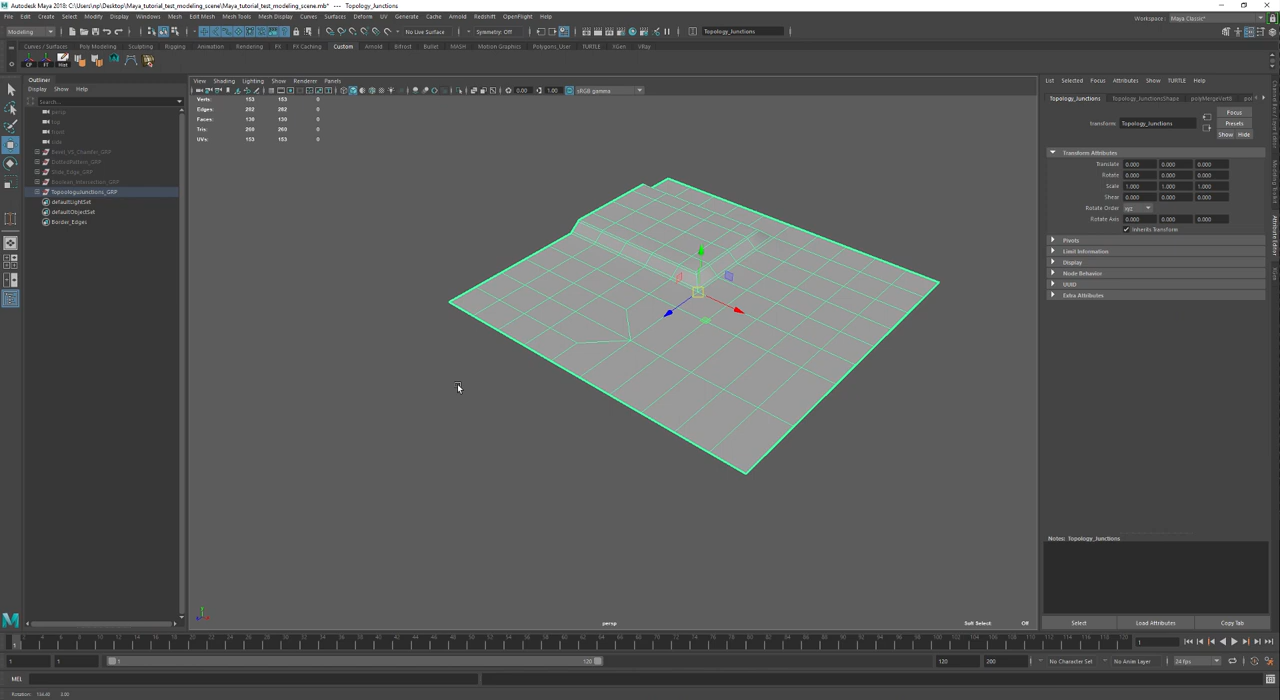 Autodesk Maya 2018: C:\Users\np\Desktop\Maya_tutorial_test_modeling_scene\Maya_tutorial_test_modeling_scene.mb* --- Topology_Junctions
File Edit Create Select Modify Display Windows Mesh Edit Mesh Mesh Tools Mesh Display Curves Surfaces Deform UV Generate Cache Arnold Redshift OpenFlight Help
Workspace : Maya Classic*
Modeling No Live Surface Symmetry: Off Topology_Junctions
Curves / Surfaces Poly Modeling Sculpting Rigging Animation Rendering FX FX Caching Custom Arnold Bifrost Bullet MASH Motion Graphics Polygons_User TURTLE XGen VRay
CP FT Hist
Outliner
Display Show Help
Search...
persp
top
front
side
Bevel_VS_Chamfer_GRP
Slide_Edge_GRP
Boolean_Intersection_GRP
TopologyJunctions_GRP
defaultLightSet
defaultObjectSet
Border_Edges
View Shading Lighting Show Renderer Panels
0.00 1.00 sRGB gamma
Verts: 153 153 0
Edges: 282 282 0
Faces: 130 130 0
Tris: 260 260 0
UVs: 153 153 0
persp
Soft Select Off
List Selected Focus Attributes Show TURTLE Help
Topology_Junctions Topology_JunctionsShape polyMergeVert5
Focus
transform: Topology_Junctions Presets
Show Hide
Transform Attributes
Translate 0.000 0.000 0.000
Rotate 0.000 0.000 0.000
Scale 1.000 1.000 1.000
Shear 0.000 0.000 0.000
Rotate Order xyz
Rotate Axis 0.000 0.000 0.000
Inherits Transform
Pivots
Limit Information
Display
Node Behavior
UUID
Extra Attributes
Notes: Topology_Junctions
Select Load Attributes Copy Tab
1
1 1 1 120 120 200 No Character Set No Anim Layer 24 fps
MEL